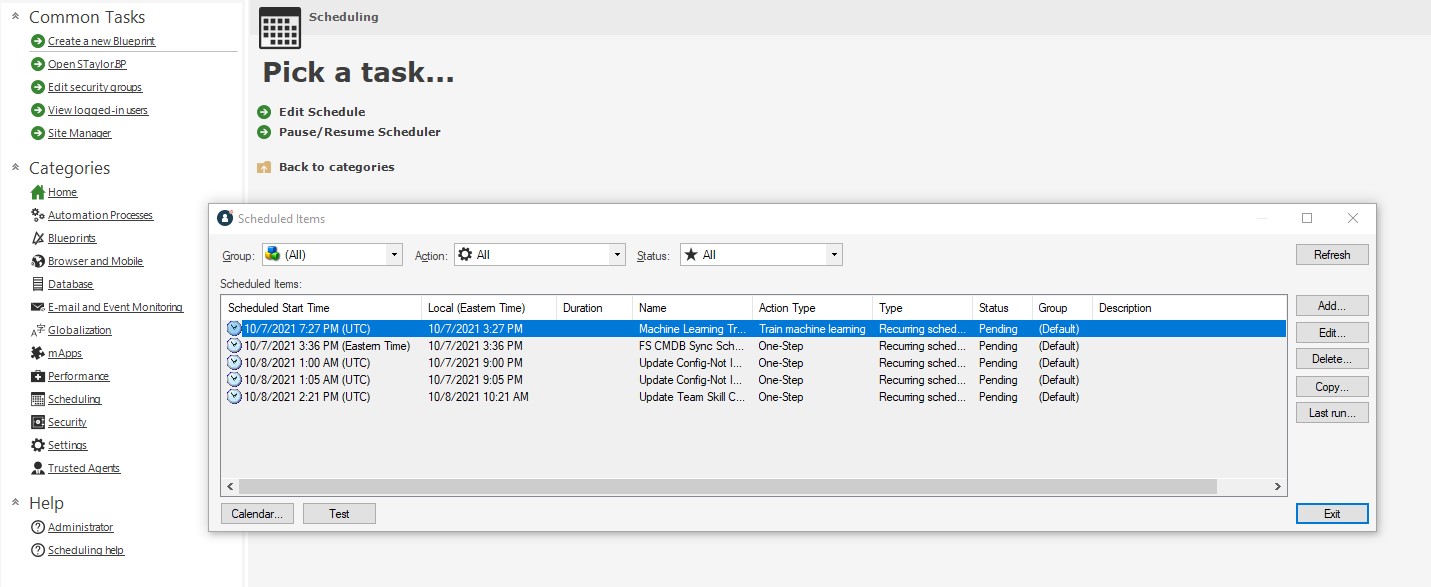 Common Tasks
Create a new Blueprint
Open STaylor.BP
Edit security groups
View logged-in users
Site Manager
Categories
Home
Automation Processes
Blueprints
Browser and Mobile
Database
E-mail and Event Monitoring
Globalization
mApps
Performance
Scheduling
Security
Settings
Trusted Agents
Help
Administrator
Scheduling help
Scheduling
Pick a task...
Edit Schedule
Pause/Resume Scheduler
Back to categories
Scheduled Items
Group: (All) Action: All Status: All Refresh
Scheduled Items:
Scheduled Start Time Local (Eastern Time) Duration Name Action Type Type Status Group Description
10/7/2021 7:27 PM (UTC) 10/7/2021 3:27 PM Machine Learning Tr... Train machine learning Recurring sched... Pending (Default)
10/7/2021 3:36 PM (Eastern Time) 10/7/2021 3:36 PM FS CMDB Sync Sch... One-Step Recurring sched... Pending (Default)
10/8/2021 1:00 AM (UTC) 10/7/2021 9:00 PM Update Config-Not I... One-Step Recurring sched... Pending (Default)
10/8/2021 1:05 AM (UTC) 10/7/2021 9:05 PM Update Config-Not I... One-Step Recurring sched... Pending (Default)
10/8/2021 2:21 PM (UTC) 10/8/2021 10:21 AM Update Team Skill C... One-Step Recurring sched... Pending (Default)
Add...
Edit...
Delete...
Copy...
Last run...
Calendar... Test Exit